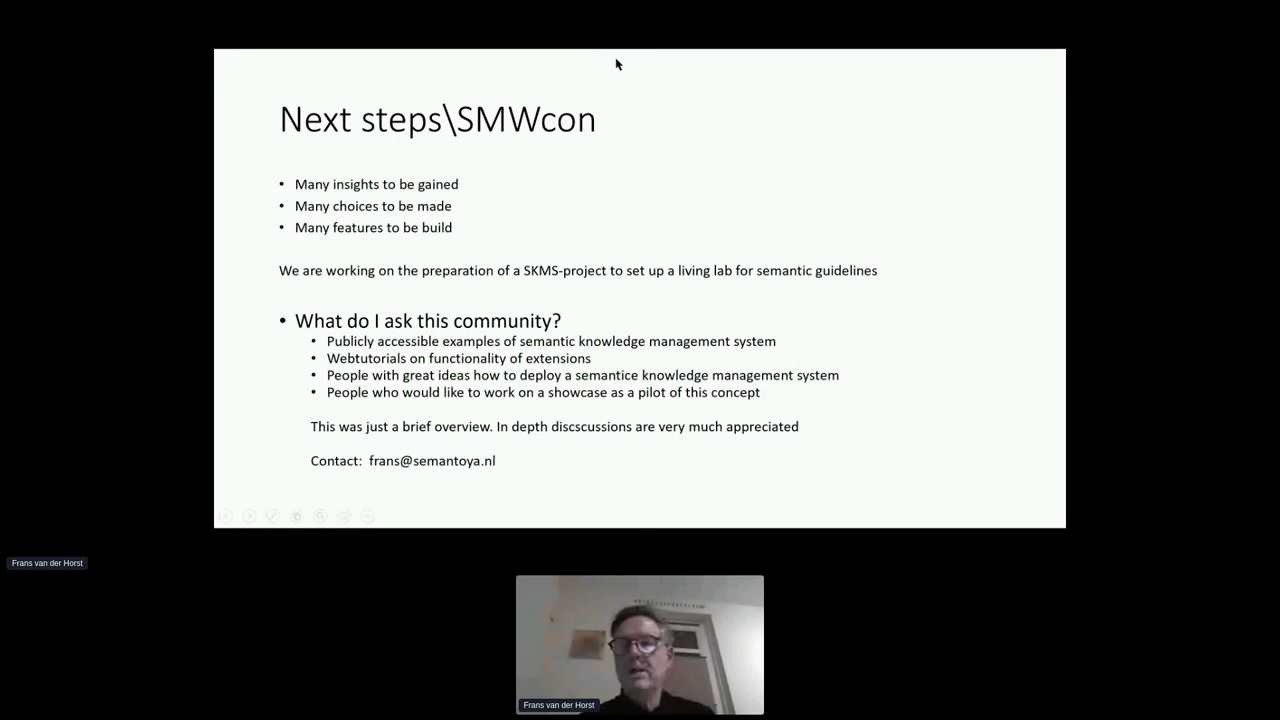 Next steps\SMWcon
• Many insights to be gained
• Many choices to be made
• Many features to be build
We are working on the preparation of a SKMS-project to set up a living lab for semantic guidelines
• What do I ask this community?
• Publicly accessible examples of semantic knowledge management system
• Webtutorials on functionality of extensions
• People with great ideas how to deploy a semantice knowledge management system
• People who would like to work on a showcase as a pilot of this concept
This was just a brief overview. In depth discscussions are very much appreciated
Contact: frans@semantoya.nl
Frans van der Horst
Frans van der Horst